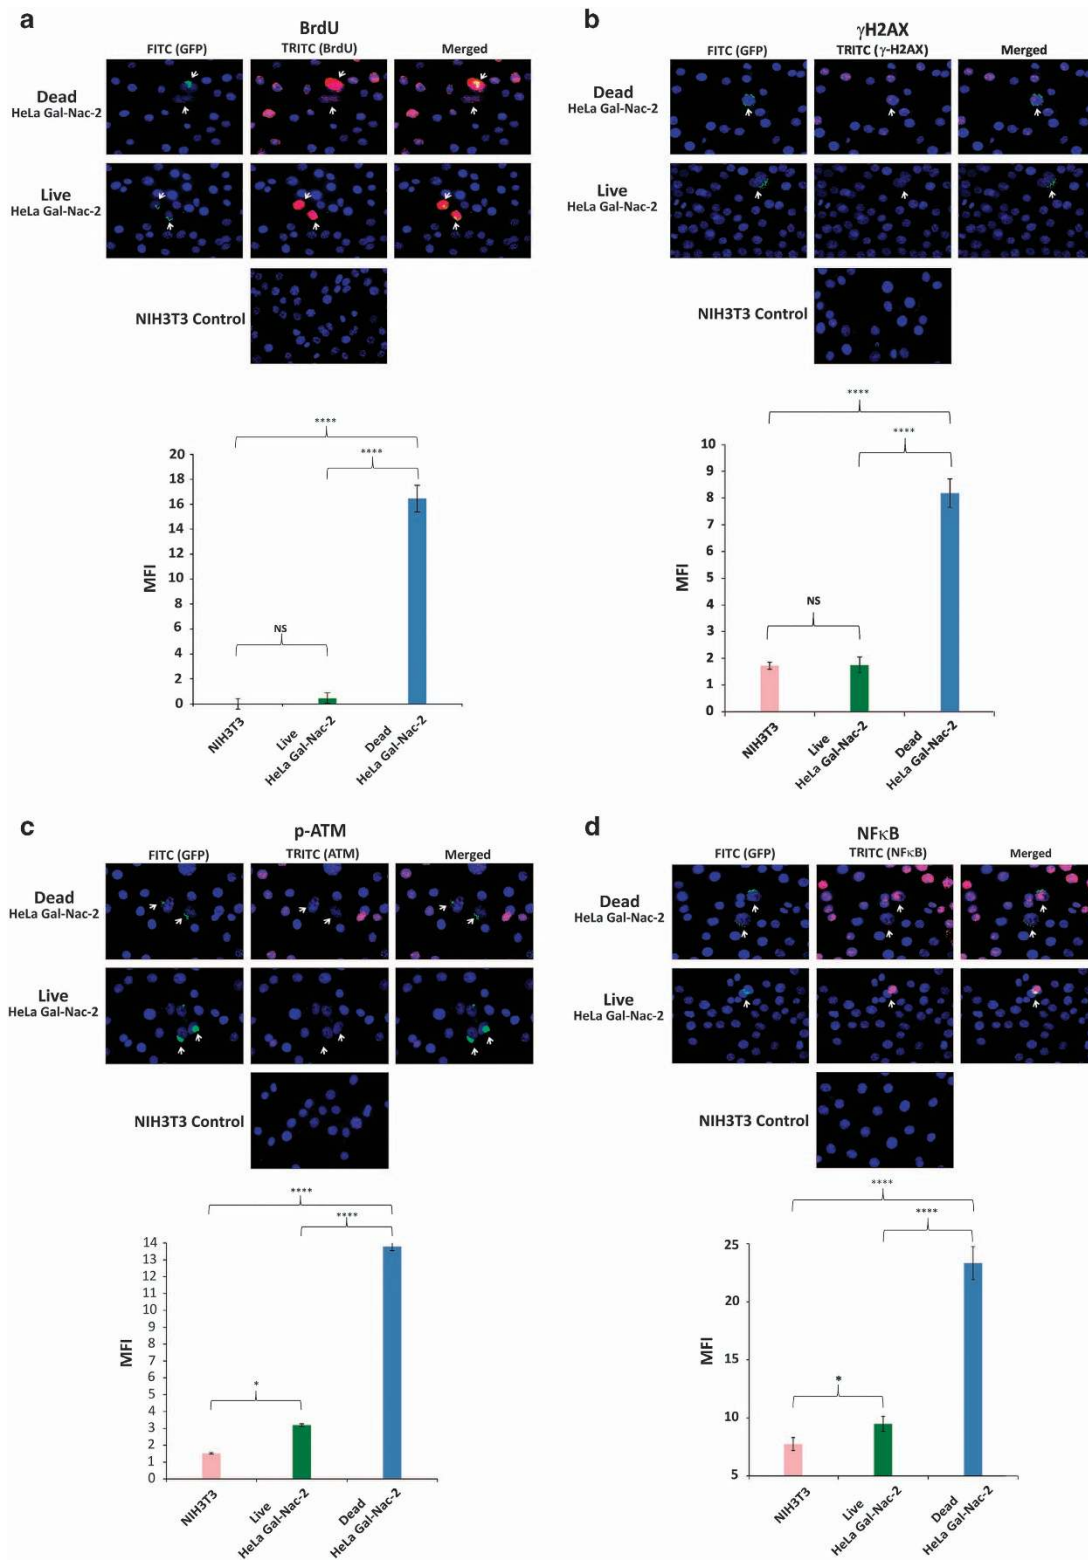 a
BrdU
FITC (GFP) TRITC (BrdU) Merged
Dead
HeLa Gal-Nac-2
Live
HeLa Gal-Nac-2
NIH3T3 Control
****
****
NS
MFI
20
18
16
14
12
10
8
6
4
2
0
NIH3T3
Live
HeLa Gal-Nac-2
Dead
HeLa Gal-Nac-2
b
γH2AX
FITC (GFP) TRITC (γ-H2AX) Merged
Dead
HeLa Gal-Nac-2
Live
HeLa Gal-Nac-2
NIH3T3 Control
****
****
NS
MFI
10
9
8
7
6
5
4
3
2
1
0
NIH3T3
Live
HeLa Gal-Nac-2
Dead
HeLa Gal-Nac-2
c
p-ATM
FITC (GFP) TRITC (ATM) Merged
Dead
HeLa Gal-Nac-2
Live
HeLa Gal-Nac-2
NIH3T3 Control
****
****
*
MFI
14
13
12
11
10
9
8
7
6
5
4
3
2
1
0
NIH3T3
Live
HeLa Gal-Nac-2
Dead
HeLa Gal-Nac-2
d
NFκB
FITC (GFP) TRITC (NFκB) Merged
Dead
HeLa Gal-Nac-2
Live
HeLa Gal-Nac-2
NIH3T3 Control
****
****
*
MFI
25
20
15
10
5
NIH3T3
Live
HeLa Gal-Nac-2
Dead
HeLa Gal-Nac-2